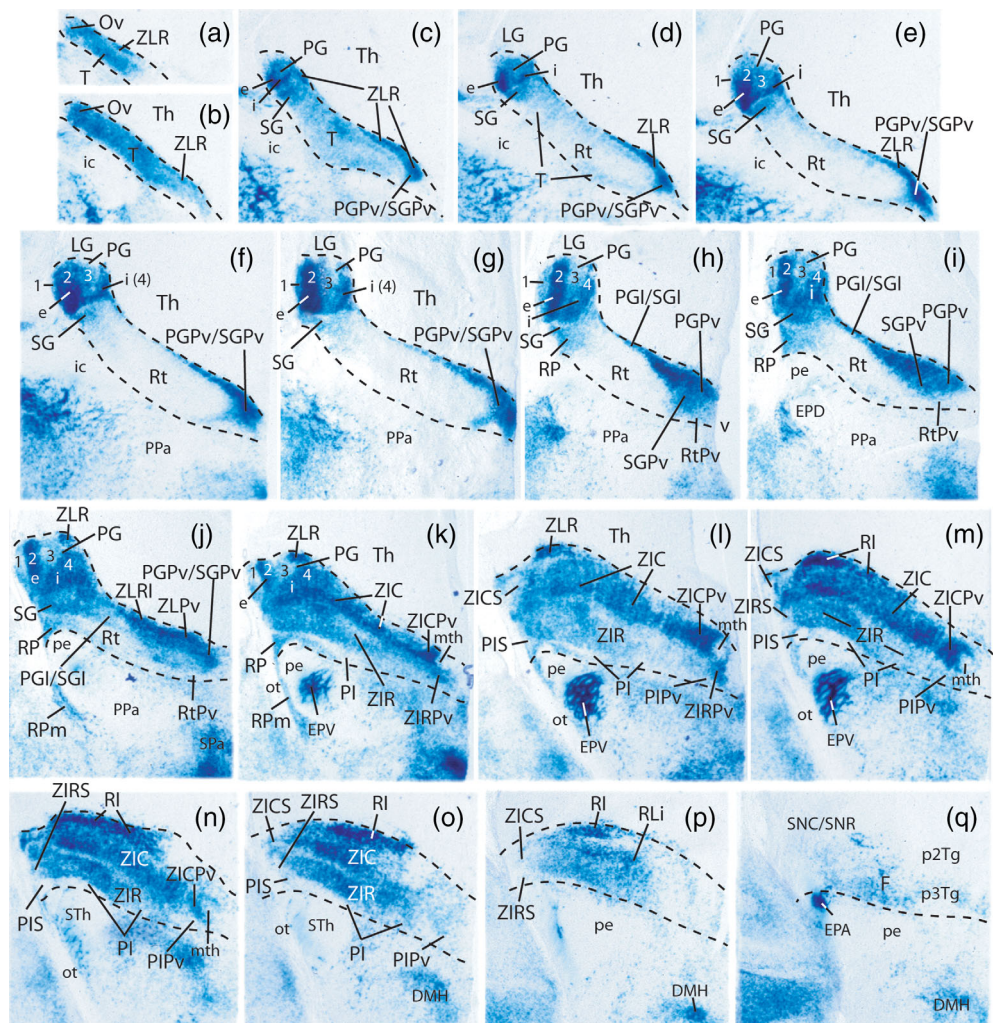 Ov
ZLR
(a)
T
Ov
Th
(b)
T
ZLR
ic
PG
Th
(c)
e
i
SG
ZLR
ic
T
PGPv/SGPv
LG
PG
(d)
i
Th
e
SG
ic
ZLR
Rt
T
PGPv/SGPv
PG
(e)
1
2
3
i
e
Th
SG
PGPv/SGPv
ic
Rt
ZLR
LG
PG
(f)
1
2
3
i (4)
e
Th
SG
PGPv/SGPv
ic
Rt
PPa
LG
PG
(g)
1
2
3
i (4)
e
Th
SG
PGPv/SGPv
Rt
PPa
LG
PG
(h)
1
2
3
4
e
Th
i
PGI/SGI
SG
PGPv
RP
Rt
PPa
v
SGPv
RtPv
PG
(i)
1
2
3
4
e
i
Th
PGI/SGI
SG
SGPv
PGPv
RP
Rt
pe
EPD
PPa
RtPv
ZLR
(j)
PG
1
2
3
4
e
i
PGPv/SGPv
ZLRI
ZLPv
SG
RP
pe
Rt
PGI/SGI
PPa
RtPv
RPm
SPa
ZLR
(k)
PG
Th
1
2
3
4
i
e
ZIC
ZICPv
mth
RP
pe
PI
ot
ZIR
ZIRPv
RPm
EPV
ZLR
Th
(l)
ZIC
ZICS
ZICPv
mth
PIS
ZIR
pe
PI
PIPv
ZIRPv
ot
EPV
RI
(m)
ZICS
ZIC
ZIRS
ZICPv
PIS
ZIR
pe
PI
PIPv
mth
ot
EPV
ZIRS
RI
(n)
ZIC
ZICPv
ZIR
PIS
STh
PI
PIPv
mth
ot
ZICS
ZIRS
RI
(o)
ZIC
PIS
ZIR
ot
STh
PI
PIPv
DMH
ZICS
RI
(p)
RLi
ZIRS
pe
DMH
SNC/SNR
(q)
p2Tg
F
p3Tg
EPA
pe
DMH